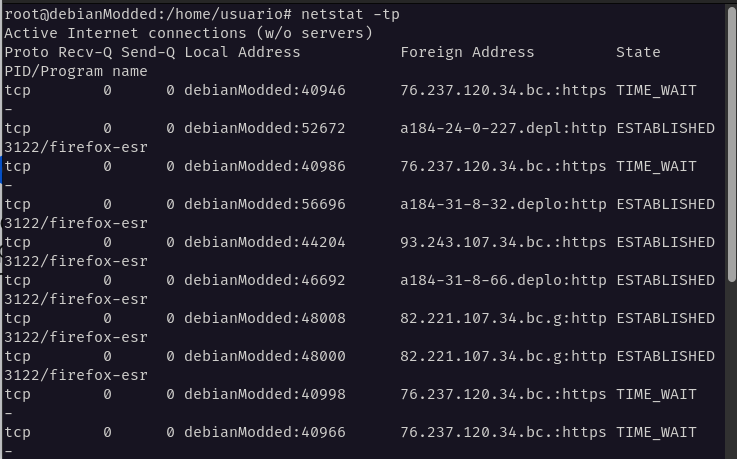 root@debianModded:/home/usuario# netstat -tp
Active Internet connections (w/o servers)
Proto Recv-Q Send-Q Local Address           Foreign Address         State
PID/Program name
tcp        0      0 debianModded:40946      76.237.120.34.bc.:https TIME_WAIT
-
tcp        0      0 debianModded:52672      a184-24-0-227.depl:http ESTABLISHED
3122/firefox-esr
tcp        0      0 debianModded:40986      76.237.120.34.bc.:https TIME_WAIT
-
tcp        0      0 debianModded:56696      a184-31-8-32.deplo:http ESTABLISHED
3122/firefox-esr
tcp        0      0 debianModded:44204      93.243.107.34.bc.:https ESTABLISHED
3122/firefox-esr
tcp        0      0 debianModded:46692      a184-31-8-66.deplo:http ESTABLISHED
3122/firefox-esr
tcp        0      0 debianModded:48008      82.221.107.34.bc.g:http ESTABLISHED
3122/firefox-esr
tcp        0      0 debianModded:48000      82.221.107.34.bc.g:http ESTABLISHED
3122/firefox-esr
tcp        0      0 debianModded:40998      76.237.120.34.bc.:https TIME_WAIT
-
tcp        0      0 debianModded:40966      76.237.120.34.bc.:https TIME_WAIT
-